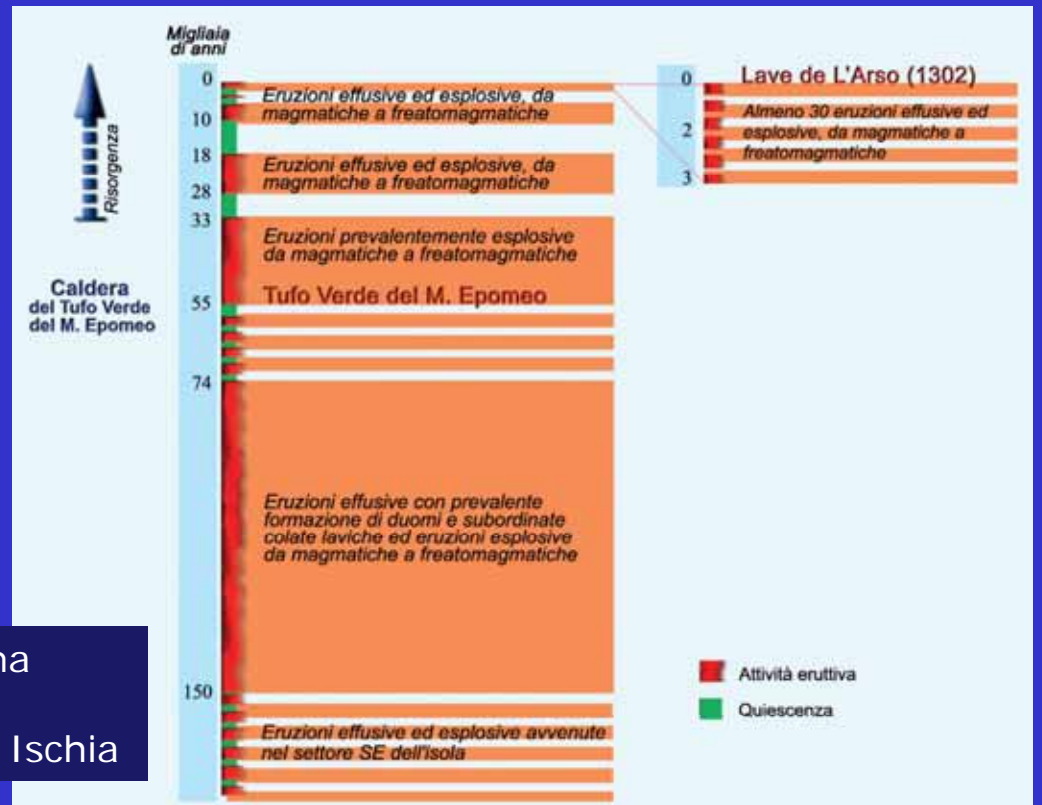 Migliaia
di anni
0
10
18
28
33
55
74
150
Risorgenza
Caldera
del Tufo Verde
del M. Epomeo
Eruzioni effusive ed esplosive, da
magmatiche a freatomagmatiche
Eruzioni effusive ed esplosive, da
magmatiche a freatomagmatiche
Eruzioni prevalentemente esplosive
da magmatiche a freatomagmatiche
Tufo Verde del M. Epomeo
Eruzioni effusive con prevalente
formazione di duomi e subordinate
colate laviche ed eruzioni esplosive
da magmatiche a freatomagmatiche
Eruzioni effusive ed esplosive avvenute
nel settore SE dell'isola
0
2
3
Lave de L'Arso (1302)
Almeno 30 eruzioni effusive ed
esplosive, da magmatiche a
freatomagmatiche
Attività eruttiva
Quiescenza
Ischia